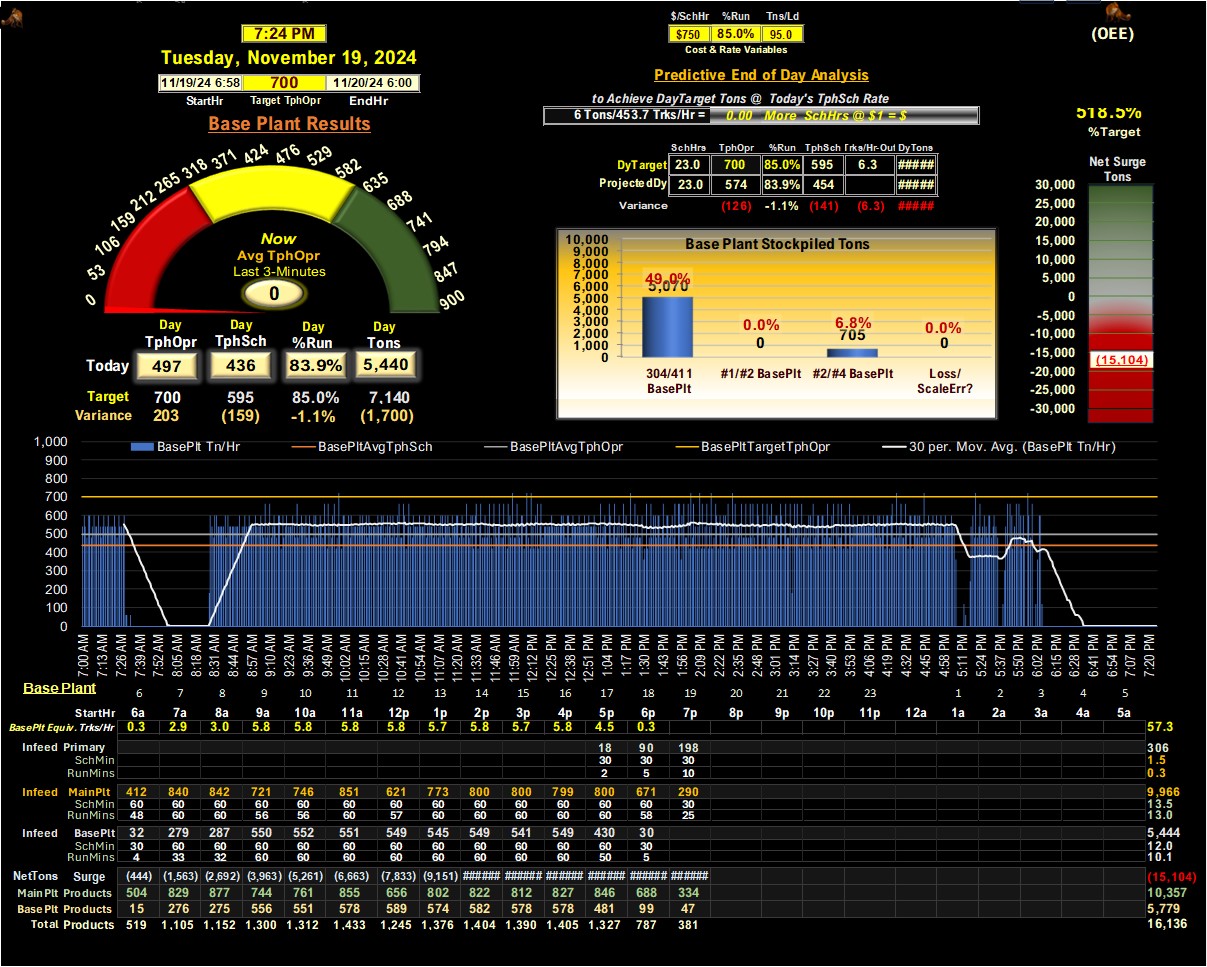 $/SchHr %Run Tns/Ld
7:24 PM
$750 85.0% 95.0
(OEE)
Cost & Rate Variables
Tuesday, November 19, 2024
Predictive End of Day Analysis
11/19/24 6:58 700 11/20/24 6:00
StartHr Target TphOpr EndHr
to Achieve DayTarget Tons @ Today's TphSch Rate
6 Tons/453.7 Trks/Hr = 0.00 More SchHrs @ $1 = $
518.5%
%Target
Base Plant Results
SchHrs TphOpr %Run TphSch Trks/Hr-Out DyTons
DyTarget 23.0 700 85.0% 595 6.3 #####
ProjectedDy 23.0 574 83.9% 454 #####
Variance (126) -1.1% (141) (6.3) #####
Net Surge
Tons
30,000
25,000
20,000
15,000
10,000
5,000
0
-5,000
-10,000
-15,000
-20,000
-25,000
-30,000
(15,104)
0 53 106 159 212 265 318 371 424 476 529 582 635 688 741 794 847 900
Now
Avg TphOpr
Last 3-Minutes
0
Base Plant Stockpiled Tons
10,000
9,000
8,000
7,000
6,000
5,000
4,000
3,000
2,000
1,000
0
49.0% 0.0% 6.8% 0.0%
5,070 0 705 0
304/411 BasePlt
#1/#2 BasePlt
#2/#4 BasePlt
Loss/ ScaleErr?
Day Day Day Day
TphOpr TphSch %Run Tons
Today 497 436 83.9% 5,440
Target 700 595 85.0% 7,140
Variance 203 (159) -1.1% (1,700)
BasePlt Tn/Hr BasePltAvgTphSch BasePltAvgTphOpr BasePltTargetTphOpr 30 per. Mov. Avg. (BasePlt Tn/Hr)
1,000
900
800
700
600
500
400
300
200
100
0
7:00 AM 7:13 AM 7:26 AM 7:39 AM 7:52 AM 8:05 AM 8:18 AM 8:31 AM 8:44 AM 8:57 AM 9:10 AM 9:23 AM 9:36 AM 9:49 AM 10:02 AM 10:15 AM 10:28 AM 10:41 AM 10:54 AM 11:07 AM 11:20 AM 11:33 AM 11:46 AM 11:59 AM 12:12 PM 12:25 PM 12:38 PM 12:51 PM 1:04 PM 1:17 PM 1:30 PM 1:43 PM 1:56 PM 2:09 PM 2:22 PM 2:35 PM 2:48 PM 3:01 PM 3:14 PM 3:27 PM 3:40 PM 3:53 PM 4:06 PM 4:19 PM 4:32 PM 4:45 PM 4:58 PM 5:11 PM 5:24 PM 5:37 PM 5:50 PM 6:02 PM 6:15 PM 6:28 PM 6:41 PM 6:54 PM 7:07 PM 7:20 PM
Base Plant 6 7 8 9 10 11 12 13 14 15 16 17 18 19 20 21 22 23 1 2 3 4 5
StartHr 6a 7a 8a 9a 10a 11a 12p 1p 2p 3p 4p 5p 6p 7p 8p 9p 10p 11p 12a 1a 2a 3a 4a 5a
BasePlt Equiv. Trks/Hr 0.3 2.9 3.0 5.8 5.8 5.8 5.8 5.8 5.7 5.8 5.7 5.8 4.5 0.3 57.3
Infeed Primary 18 90 198 306
SchMin 30 30 30 1.5
RunMins 2 5 10 0.3
Infeed MainPlt 412 840 842 721 746 851 621 773 800 800 799 800 671 290 9,966
SchMin 60 60 60 60 60 60 60 60 60 60 60 60 60 30 13.5
RunMins 48 60 60 56 56 60 57 60 60 60 60 60 58 25 13.0
Infeed BasePlt 32 279 287 550 552 551 549 545 549 541 549 430 30 5,444
SchMin 30 60 60 60 60 60 60 60 60 60 60 60 30 12.0
RunMins 4 33 32 60 60 60 60 60 60 60 60 50 5 10.1
NetTons Surge (444) (1,563) (2,692) (3,963) (5,261) (6,663) (7,833) (9,151) ###### ###### ###### ###### ###### ###### (15,104)
MainPlt Products 504 829 877 744 761 855 656 802 822 812 827 846 688 334 10,357
BasePlt Products 15 276 275 556 551 578 589 574 582 578 578 481 99 47 5,779
Total Products 519 1,105 1,152 1,300 1,312 1,433 1,245 1,376 1,404 1,390 1,405 1,327 787 381 16,136